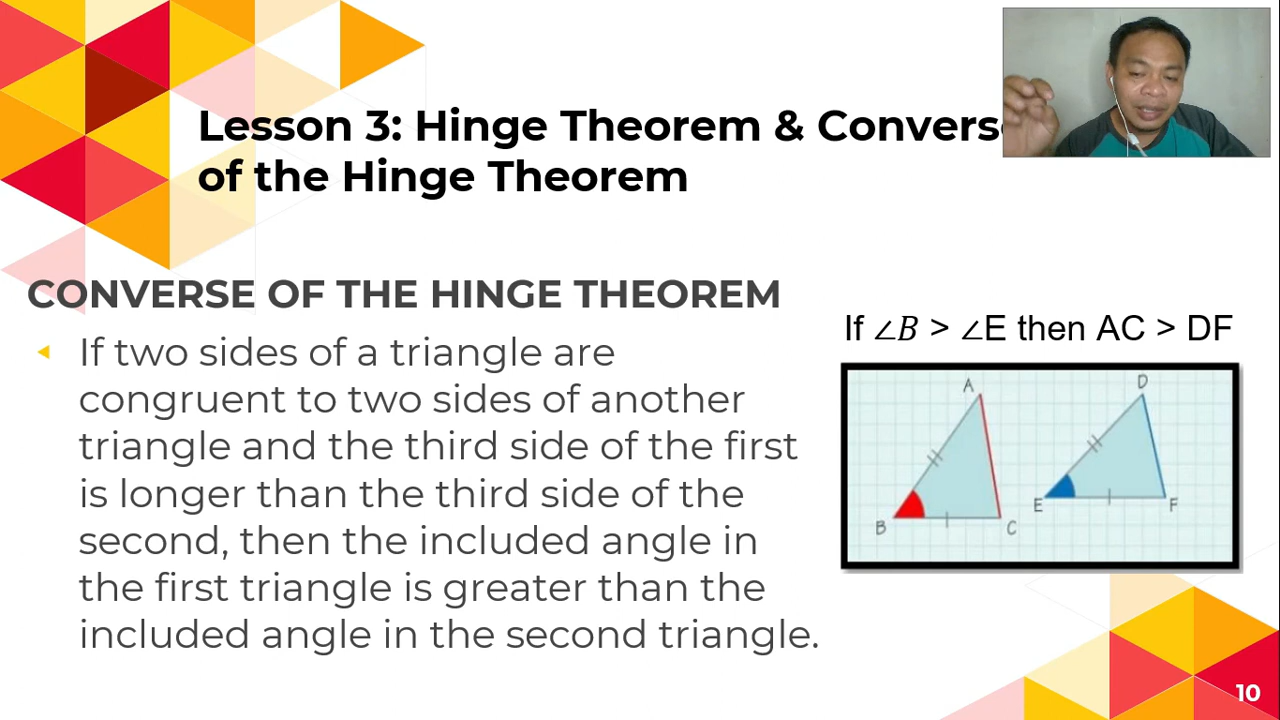 Lesson 3: Hinge Theorem & Convers
of the Hinge Theorem
CONVERSE OF THE HINGE THEOREM
If two sides of a triangle are
congruent to two sides of another
triangle and the third side of the first
is longer than the third side of the
second, then the included angle in
the first triangle is greater than the
included angle in the second triangle.
If ∠B > ∠E then AC > DF
A
D
B
C
E
F
10